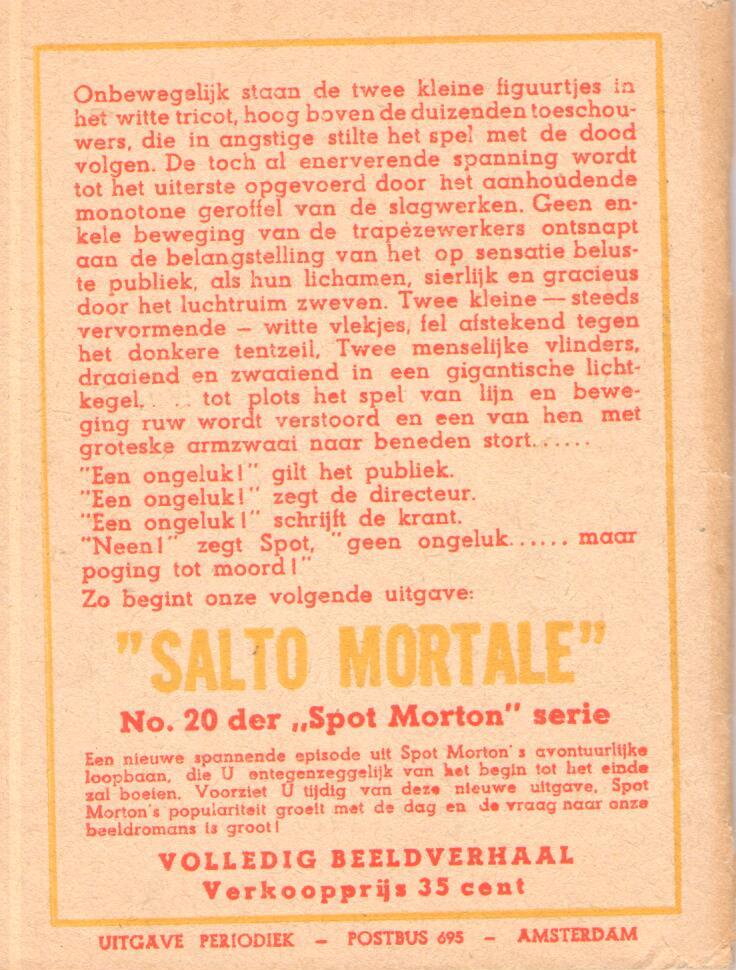 Onbewegelijk staan de twee kleine figuurtjes in
het witte tricot, hoog boven de duizenden toeschou-
wers, die in angstige stilte het spel met de dood
volgen. De toch al enerverende spanning wordt
tot het uiterste opgevoerd door het aanhoudende
monotone geroffel van de slagwerken. Geen en-
kele beweging van de trapèzewerkers ontsnapt
aan de belangstelling van het op sensatie belus-
te publiek, als hun lichamen, sierlijk en gracieus
door het luchtruim zweven. Twee kleine — steeds
vervormende — witte vlekjes, fel afstekend tegen
het donkere tentzeil, Twee menselijke vlinders,
draaiend en zwaaiend in een gigantische licht-
kegel..... tot plots het spel van lijn en bewe-
ging ruw wordt verstoord en een van hen met
groteske armzwaai naar beneden stort......
"Een ongeluk!" gilt het publiek.
"Een ongeluk!" zegt de directeur.
"Een ongeluk!" schrijft de krant.
"Neen!" zegt Spot, "geen ongeluk...... maar
poging tot moord!"
Zo begint onze volgende uitgave:
"SALTO MORTALE"
No. 20 der „Spot Morton" serie
Een nieuwe spannende episode uit Spot Morton's avontuurlijke
loopbaan, die U ontegenzeggelijk van het begin tot het einde
zal boeien. Voorziet U tijdig van deze nieuwe uitgave, Spot
Morton's populariteit groeit met de dag en de vraag naar onze
beeldromans is groot!
VOLLEDIG BEELDVERHAAL
Verkoopprijs 35 cent
UITGAVE PERIODIEK — POSTBUS 695 — AMSTERDAM